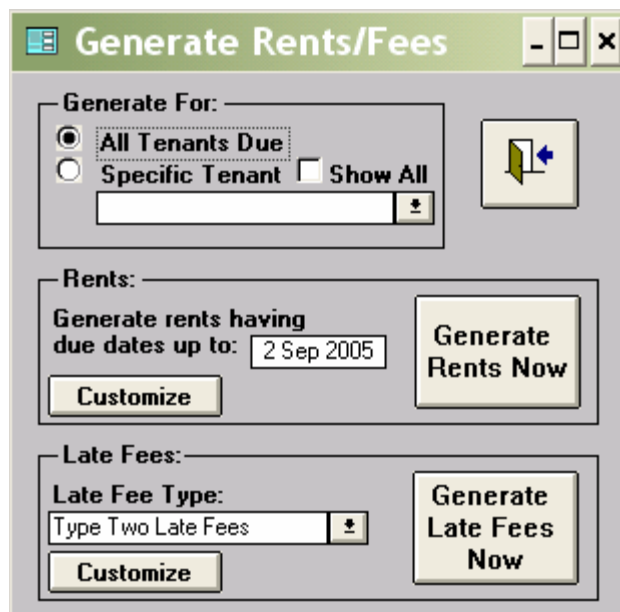 Generate Rents/Fees
Generate For:
All Tenants Due
Specific Tenant Show All
Rents:
Generate rents having
due dates up to: 2 Sep 2005
Customize
Generate
Rents Now
Late Fees:
Late Fee Type:
Type Two Late Fees
Customize
Generate
Late Fees
Now